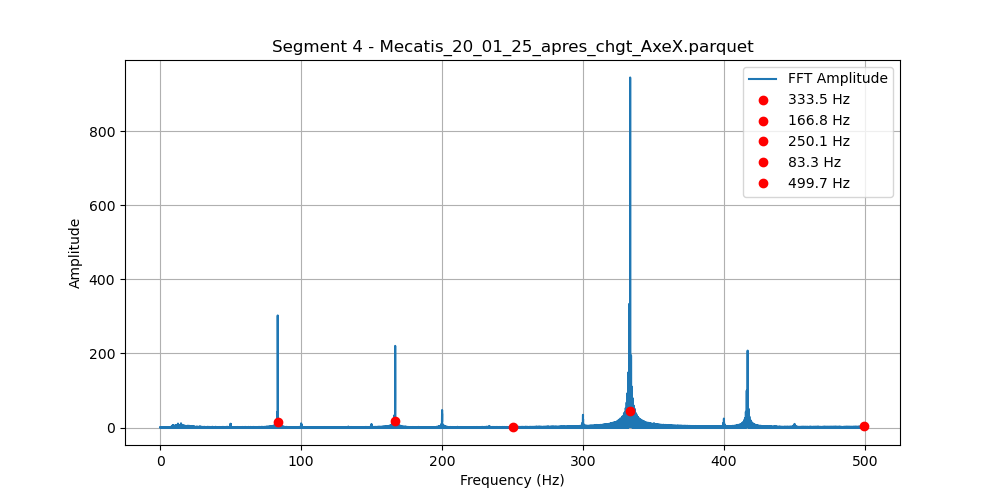 Segment 4 - Mecatis_20_01_25_apres_chgt_AxeX.parquet
FFT Amplitude
333.5 Hz
166.8 Hz
250.1 Hz
83.3 Hz
499.7 Hz
Amplitude
800
600
400
200
0
0 100 200 300 400 500
Frequency (Hz)